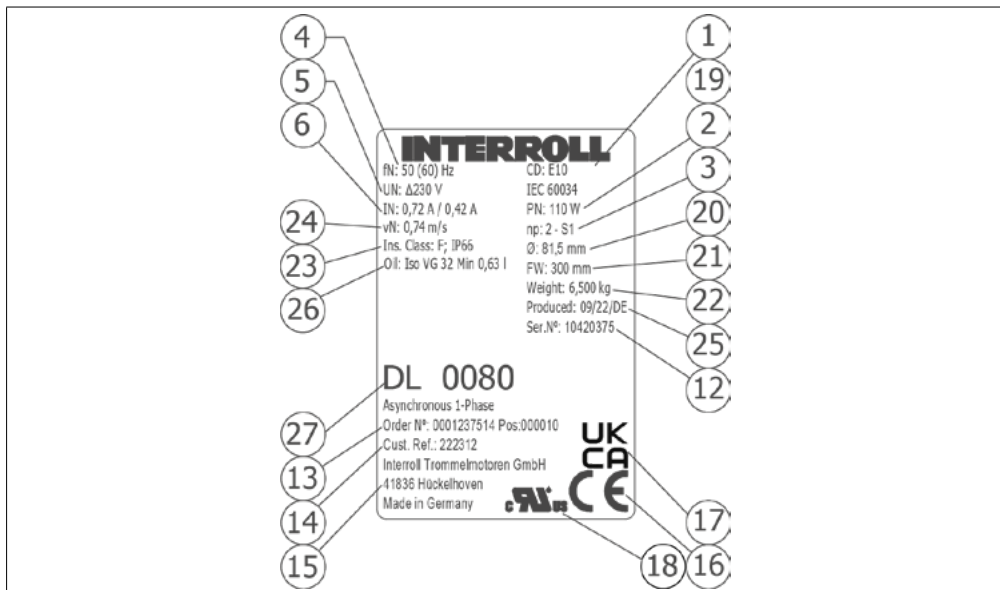 4
5
6
24
23
26
27
13
14
15
1
19
2
3
20
21
22
25
12
17
16
18
INTERROLL
fN: 50 (60) Hz
UN: Δ230 V
IN: 0,72 A / 0,42 A
vN: 0,74 m/s
Ins. Class: F; IP66
Oil: Iso VG 32 Min 0,63 l
CD: E10
IEC 60034
PN: 110 W
np: 2 - S1
Ø: 81,5 mm
FW: 300 mm
Weight: 6,500 kg
Produced: 09/22/DE
Ser.Nº: 10420375
DL 0080
Asynchronous 1-Phase
Order Nº: 0001237514 Pos:000010
Cust. Ref.: 222312
Interroll Trommelmotoren GmbH
41836 Hückelhoven
Made in Germany
UK
CA
c RU us CE